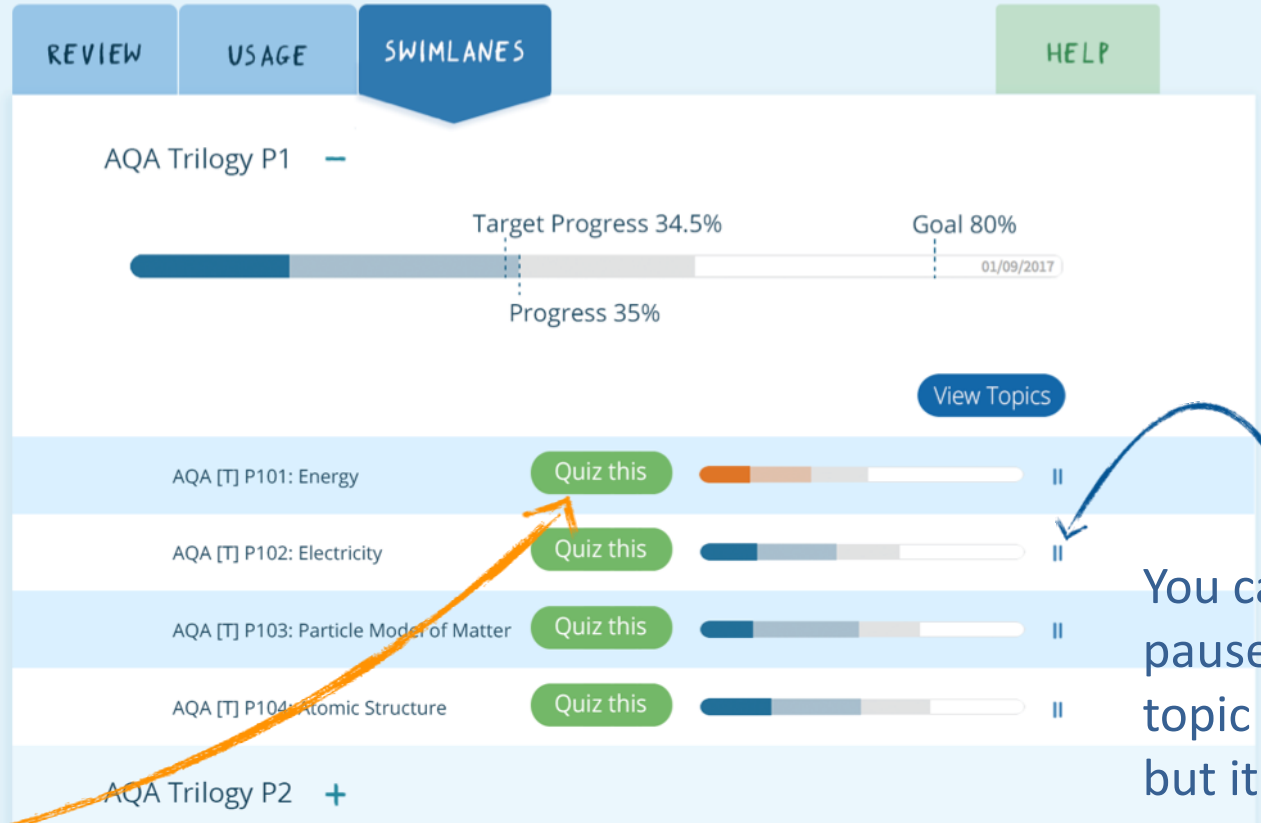 REVIEW USAGE SWIMLANES HELP
AQA Trilogy P1 −
Target Progress 34.5% Goal 80%
01/09/2017
Progress 35%
View Topics
AQA [T] P101: Energy Quiz this
AQA [T] P102: Electricity Quiz this
AQA [T] P103: Particle Model of Matter Quiz this
AQA [T] P104: Atomic Structure Quiz this
AQA Trilogy P2 +
You ca
pause
topic
but it